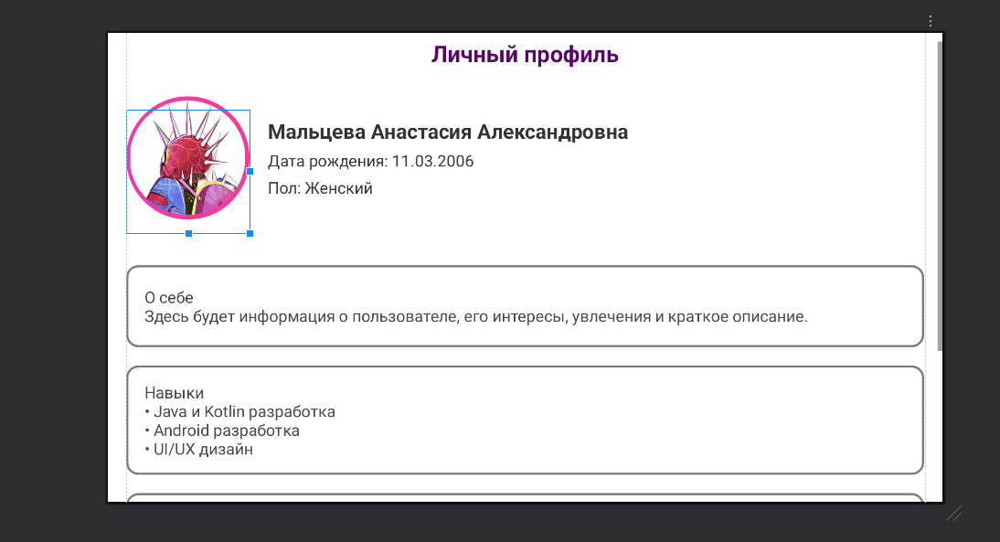 Личный профиль
Мальцева Анастасия Александровна
Дата рождения: 11.03.2006
Пол: Женский
О себе
Здесь будет информация о пользователе, его интересы, увлечения и краткое описание.
Навыки
• Java и Kotlin разработка
• Android разработка
• UI/UX дизайн